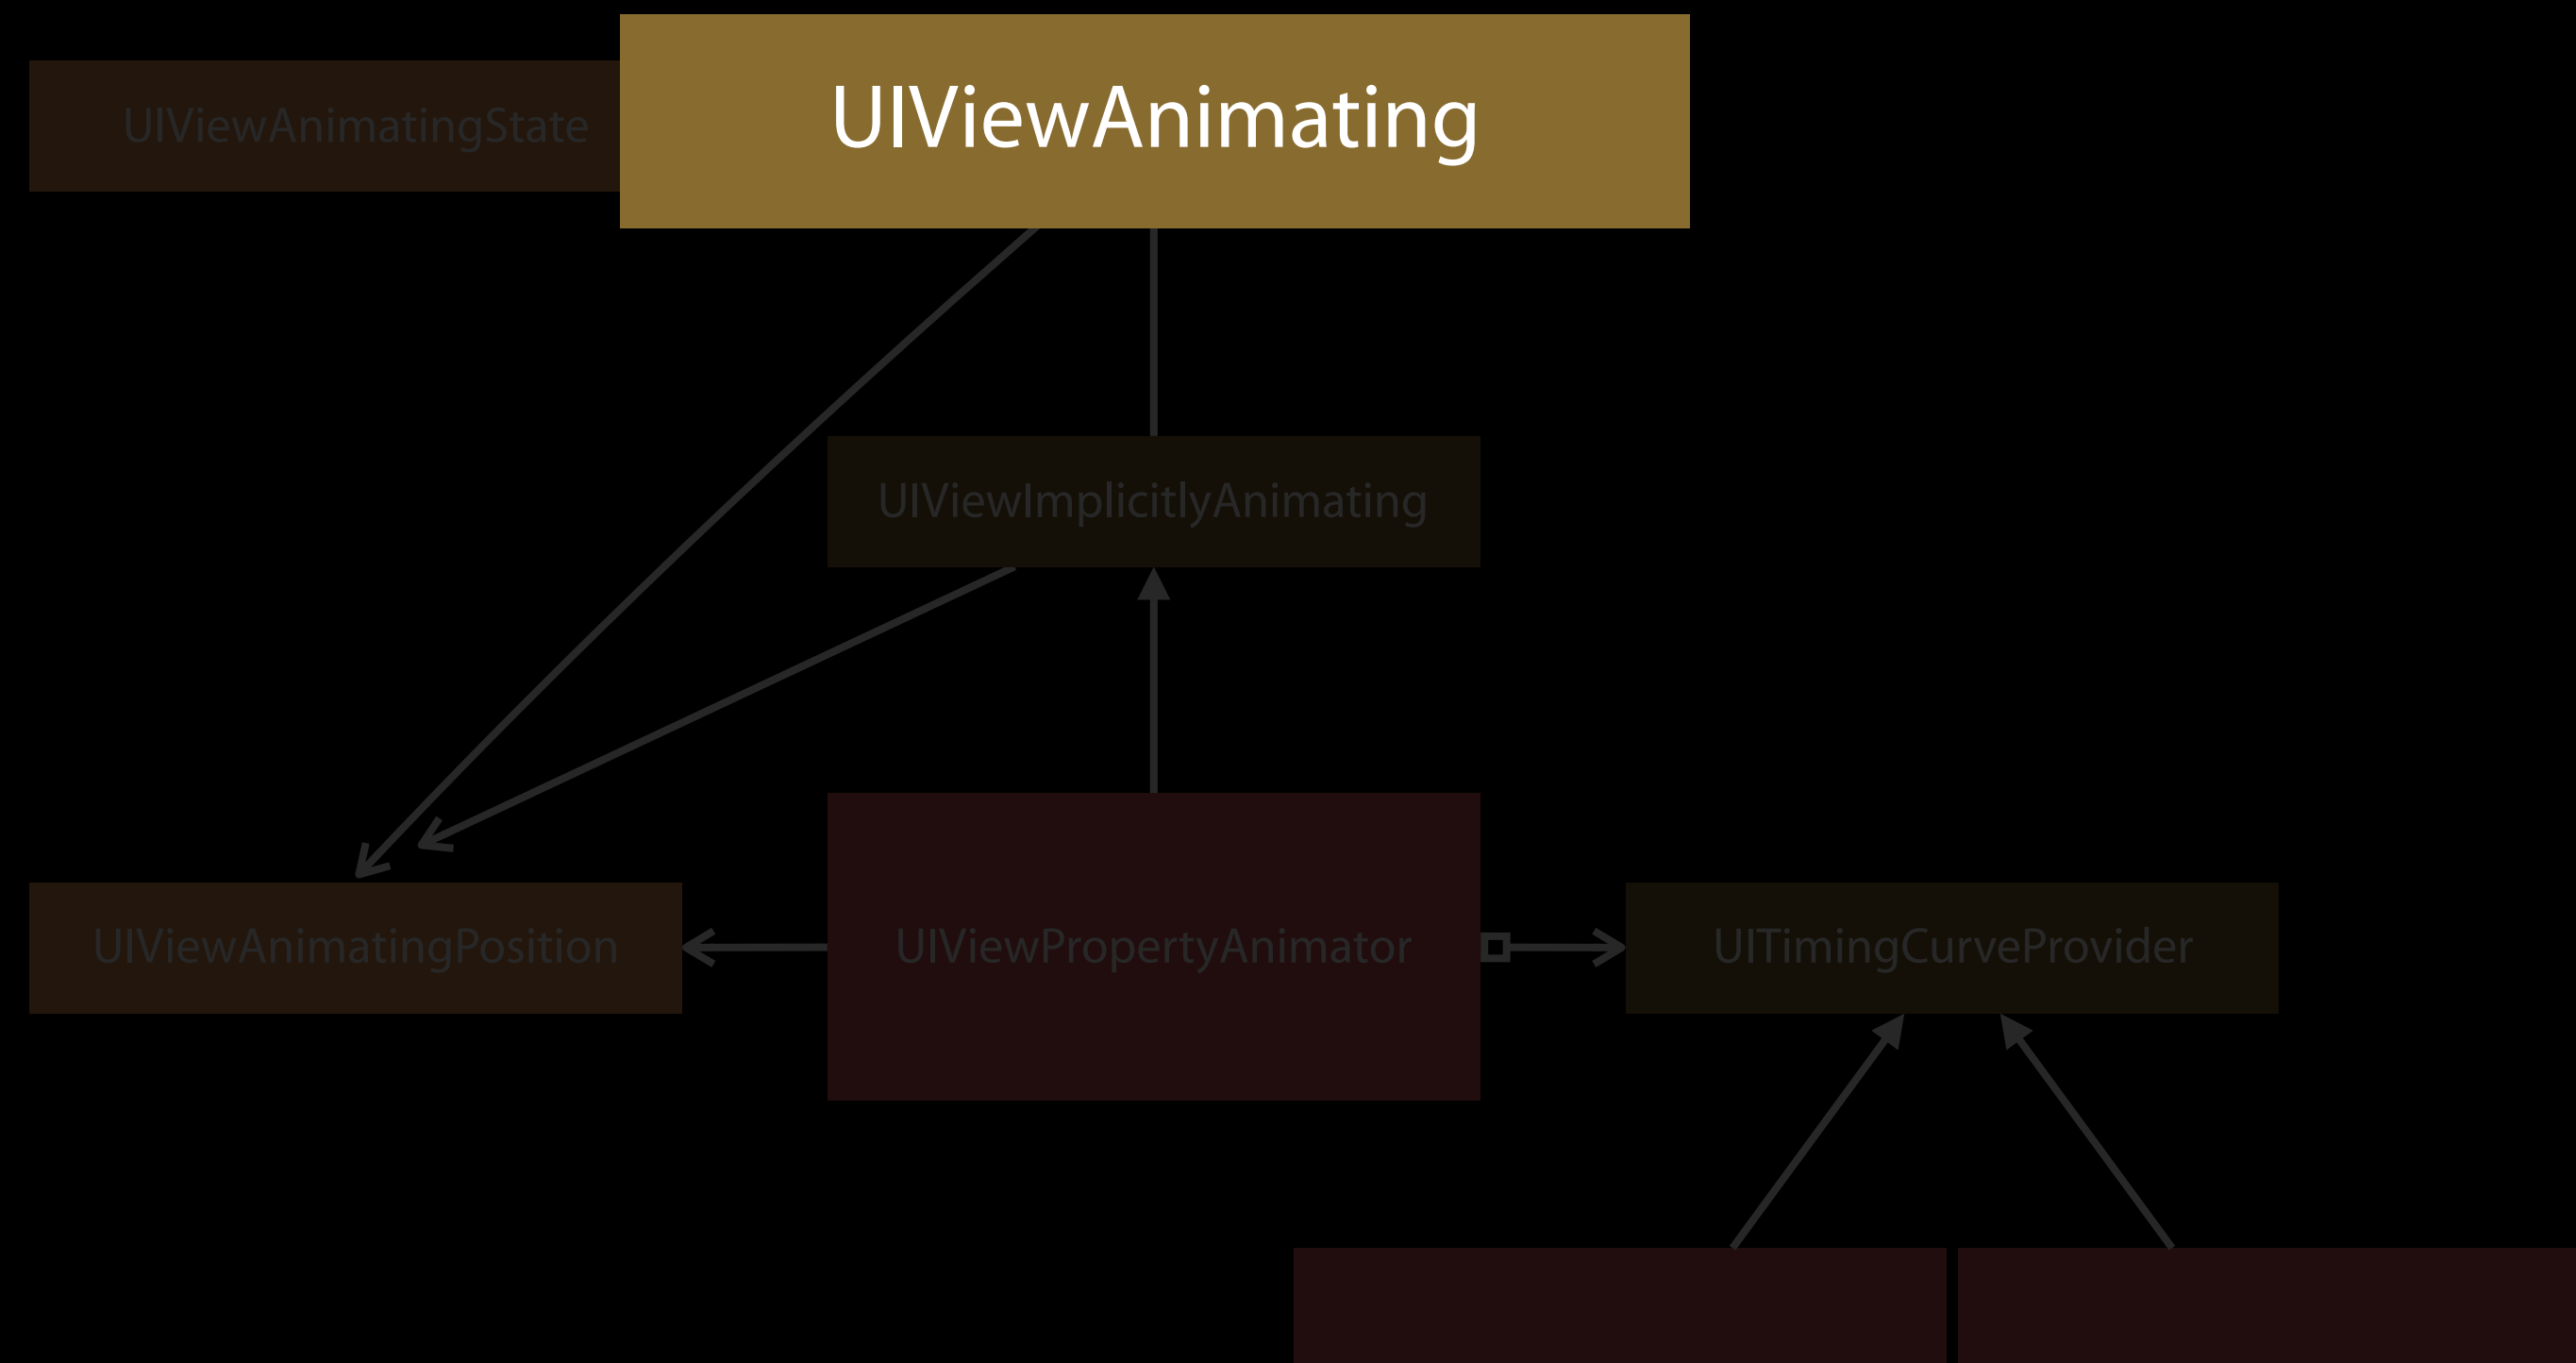 UIViewAnimatingState
UIViewAnimating
UIViewImplicitlyAnimating
UIViewAnimatingPosition
UIViewPropertyAnimator
UITimingCurveProvider